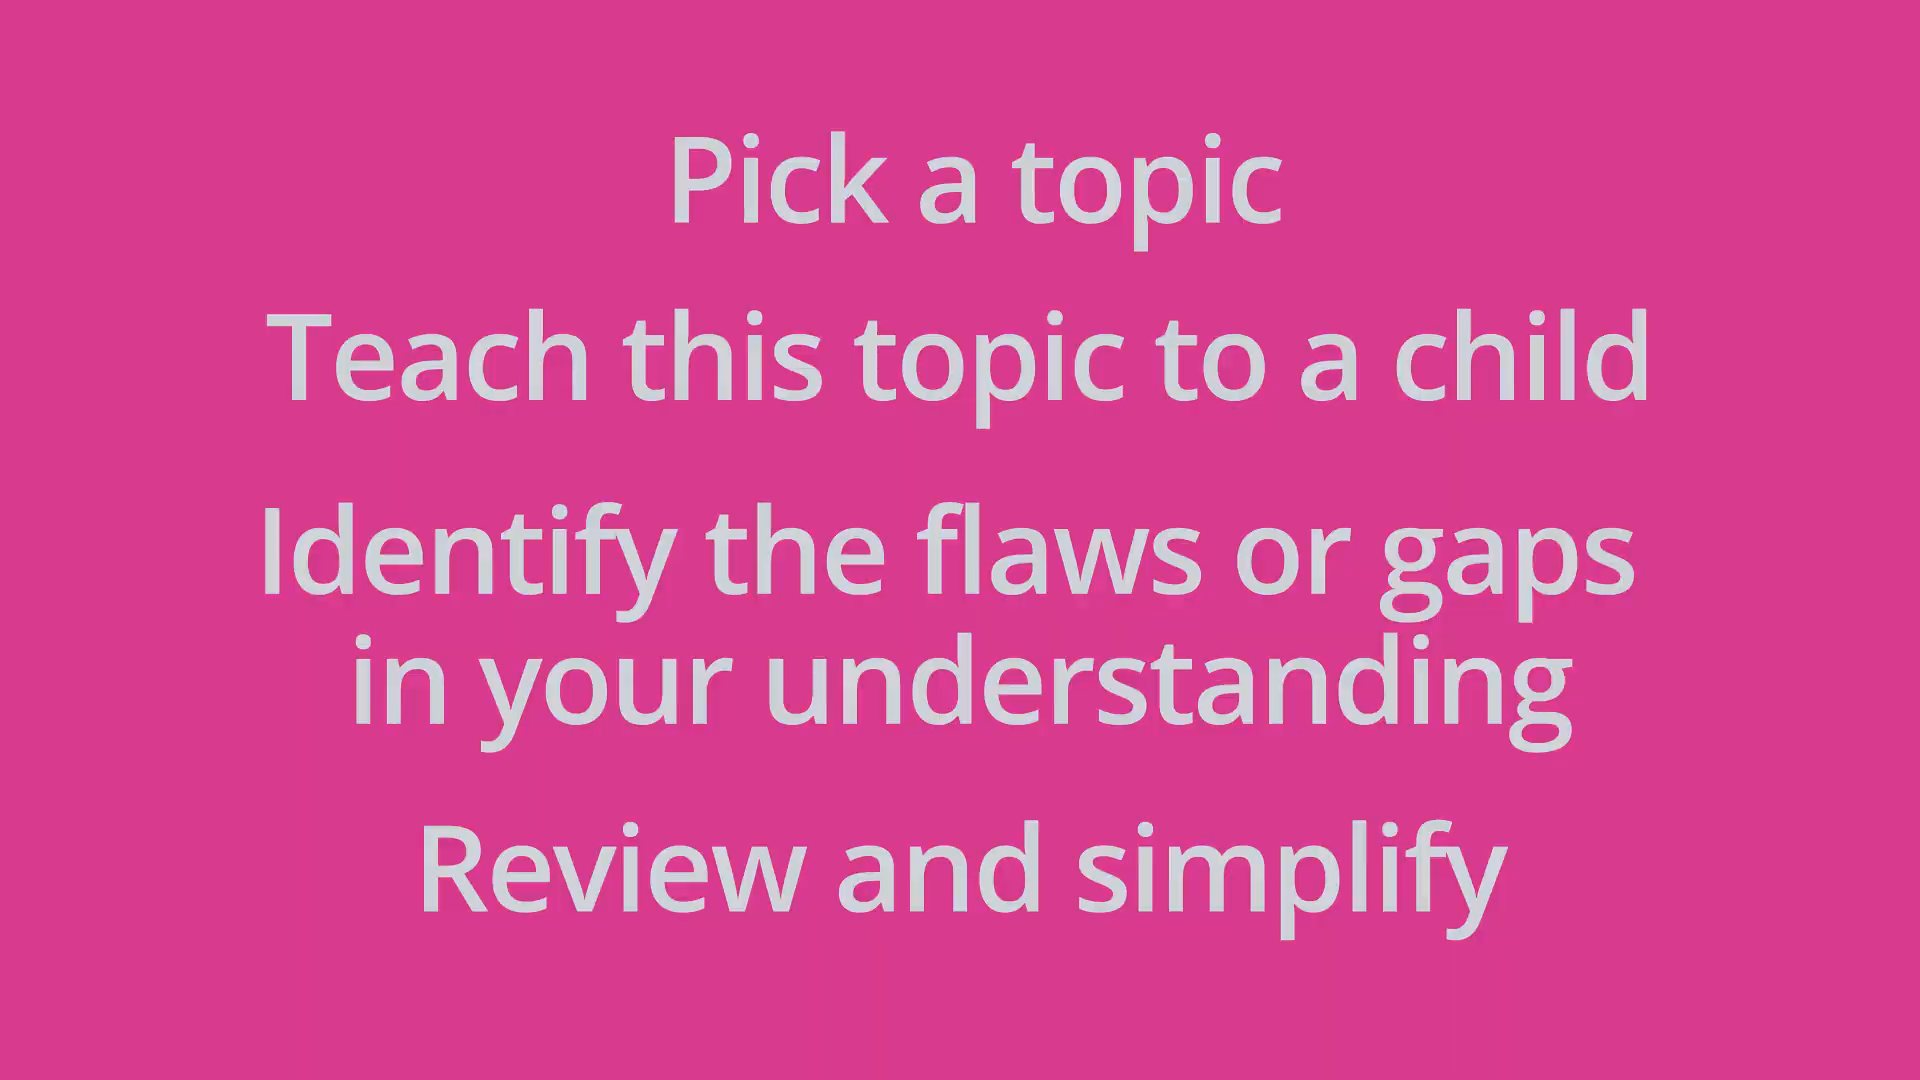 Pick a topic
Teach this topic to a child
Identify the flaws or gaps
in your understanding
Review and simplify